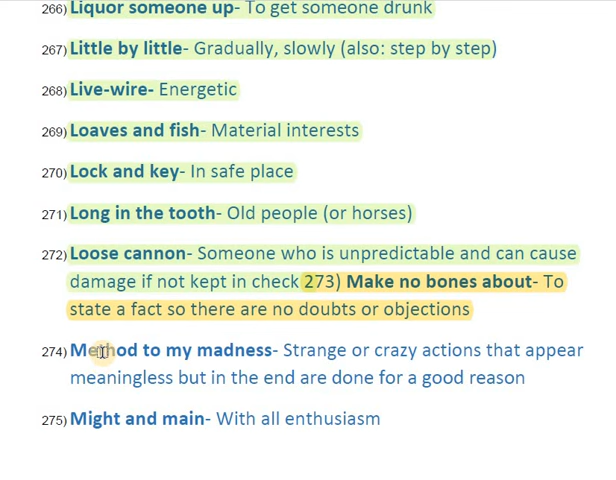 266) Liquor someone up- To get someone drunk
267) Little by little- Gradually, slowly (also: step by step)
268) Live-wire- Energetic
269) Loaves and fish- Material interests
270) Lock and key- In safe place
271) Long in the tooth- Old people (or horses)
272) Loose cannon- Someone who is unpredictable and can cause
damage if not kept in check 273) Make no bones about- To
state a fact so there are no doubts or objections
274) Method to my madness- Strange or crazy actions that appear
meaningless but in the end are done for a good reason
275) Might and main- With all enthusiasm